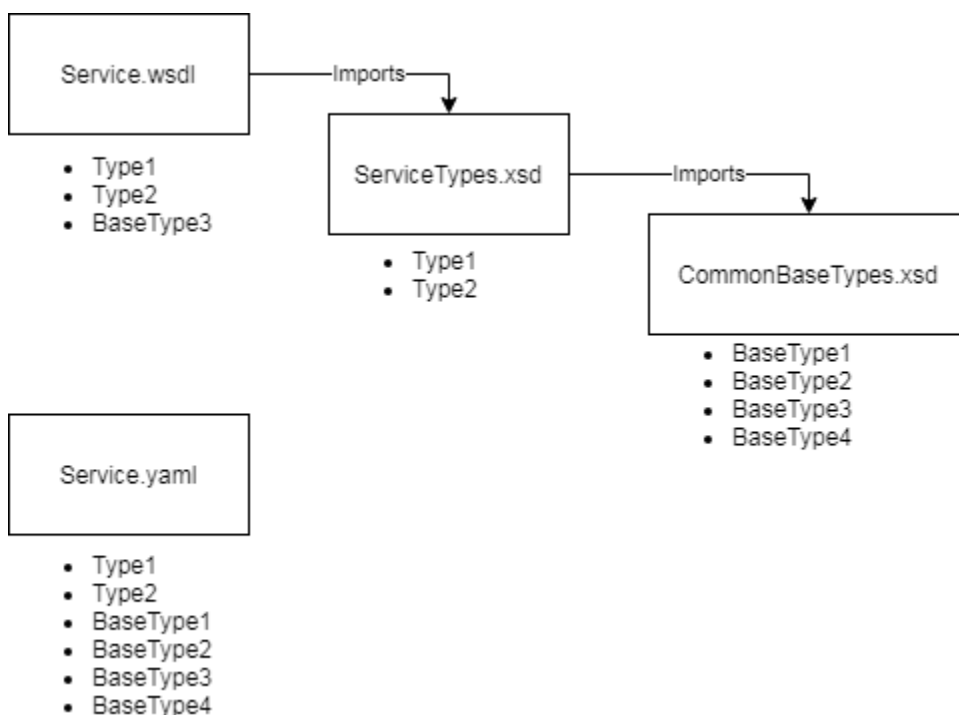 Service.wsdl
Imports
Type1
Type2
BaseType3
ServiceTypes.xsd
Imports
Type1
Type2
CommonBaseTypes.xsd
BaseType1
BaseType2
BaseType3
BaseType4
Service.yaml
Type1
Type2
BaseType1
BaseType2
BaseType3
BaseType4